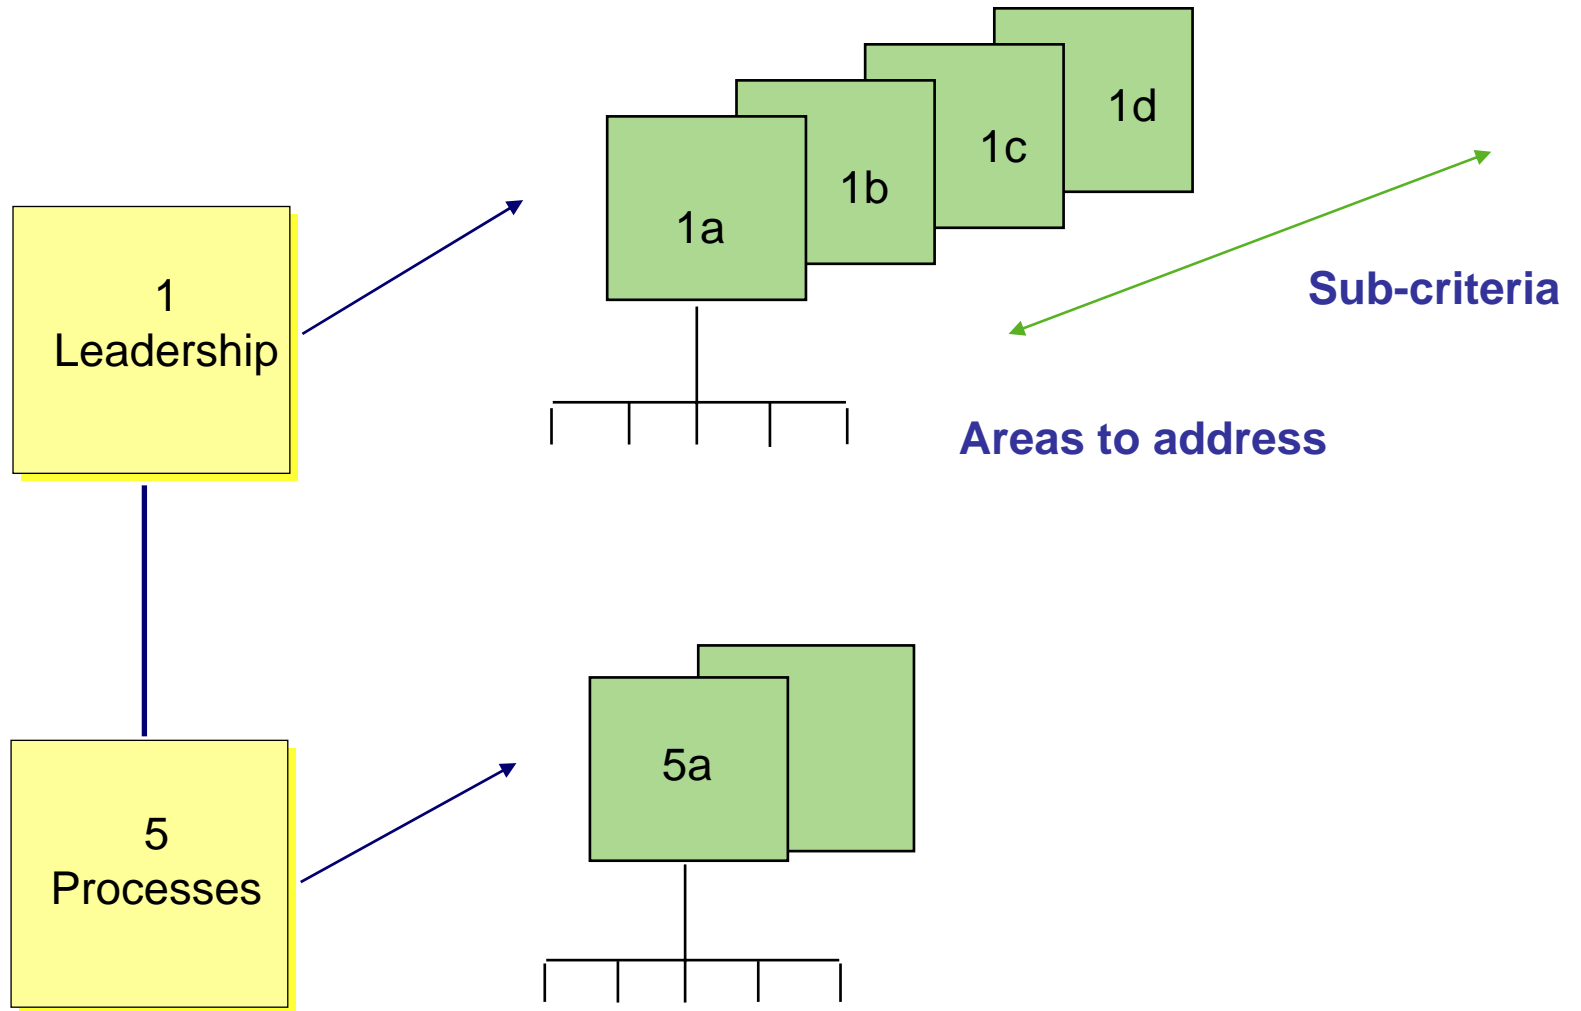 1d
1c
1b
1a
1
Leadership
Sub-criteria
Areas to address
5a
5
Processes